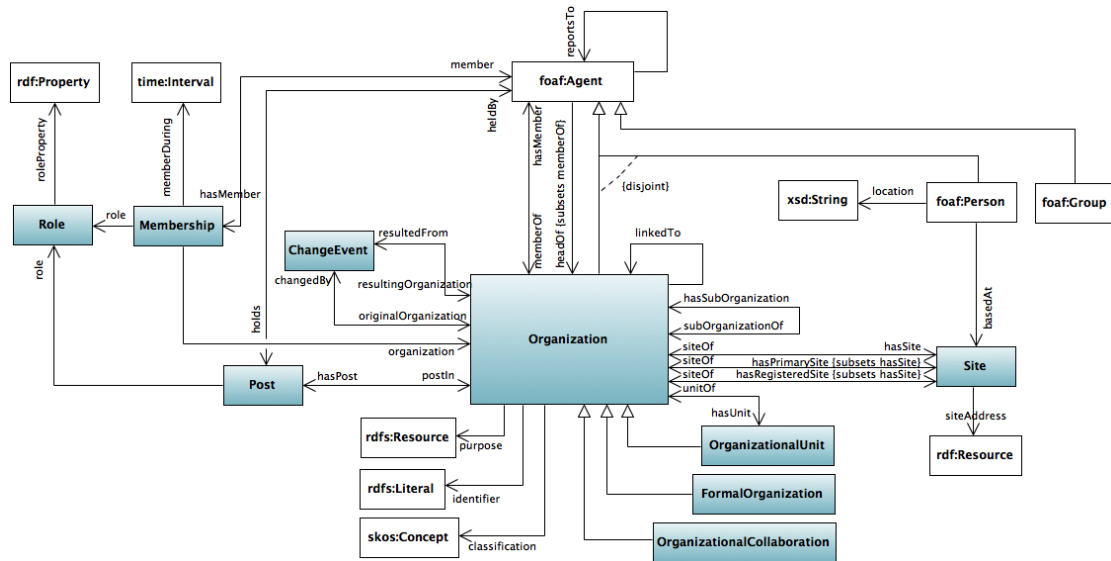 reportsTo
rdf:Property
time:Interval
member
foaf:Agent
heldBy
hasMember
headOf {subsets memberOf}
roleProperty
memberDuring
hasMember
{disjoint}
xsd:String
location
foaf:Person
foaf:Group
Role
role
Membership
ChangeEvent
resultedFrom
memberOf
linkedTo
changedBy
role
resultingOrganization
originalOrganization
holds
Organization
hasSubOrganization
subOrganizationOf
basedAt
organization
siteOf
hasSite
siteOf
hasPrimarySite {subsets hasSite}
siteOf
hasRegisteredSite {subsets hasSite}
Site
Post
hasPost
postIn
unitOf
hasUnit
siteAddress
rdfs:Resource
purpose
OrganizationalUnit
rdf:Resource
rdfs:Literal
identifier
FormalOrganization
skos:Concept
classification
OrganizationalCollaboration